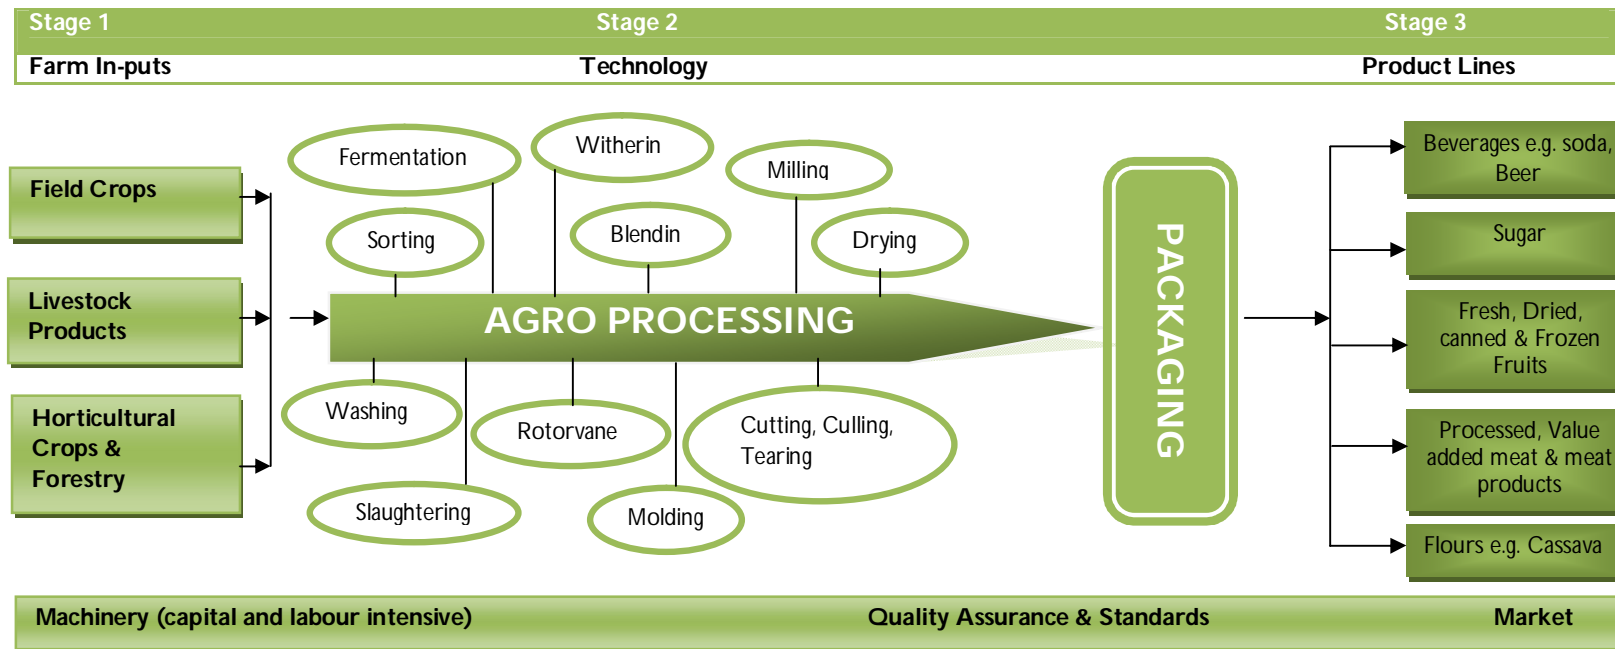 Stage 1
Stage 2
Stage 3
Farm In-puts
Technology
Product Lines
Field Crops
Livestock
Products
Horticultural
Crops &
Forestry
Fermentation
Witherin
Milling
Sorting
Blendin
Drying
AGRO PROCESSING
Washing
Rotorvane
Cutting, Culling,
Tearing
Slaughtering
Molding
PACKAGING
Beverages e.g. soda,
Beer
Sugar
Fresh, Dried,
canned & Frozen
Fruits
Processed, Value
added meat & meat
products
Flours e.g. Cassava
Machinery (capital and labour intensive)
Quality Assurance & Standards
Market